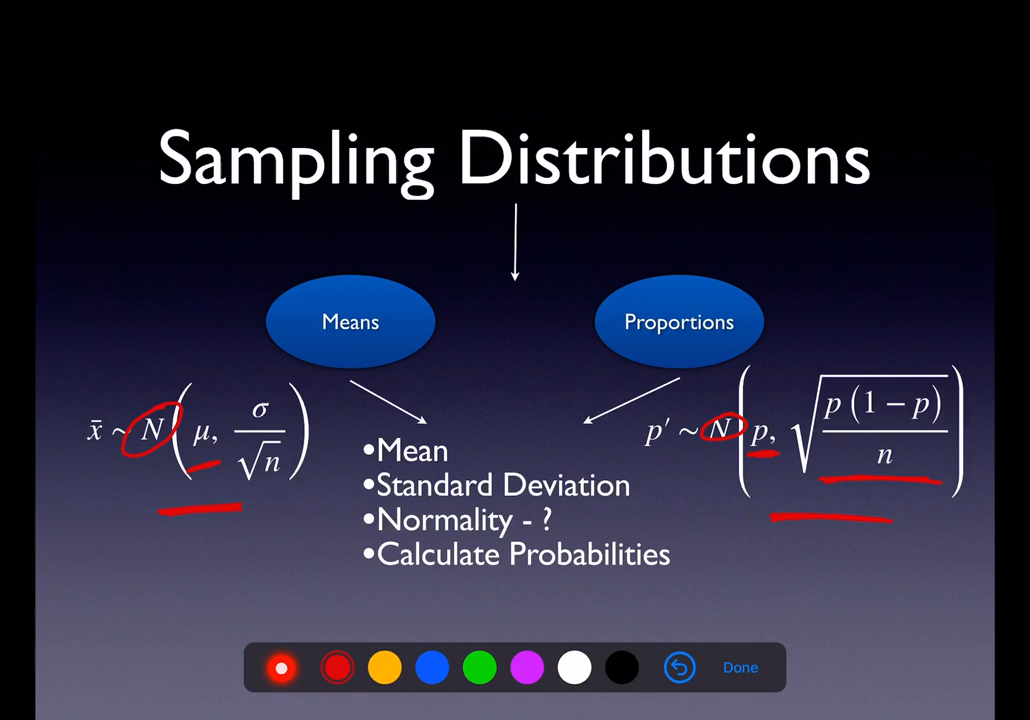 Sampling Distributions
Means
Proportions
x̄ ~ N(μ, σ/√n)
p′ ~ N(p, √(p(1 − p)/n))
•Mean
•Standard Deviation
•Normality - ?
•Calculate Probabilities
Done